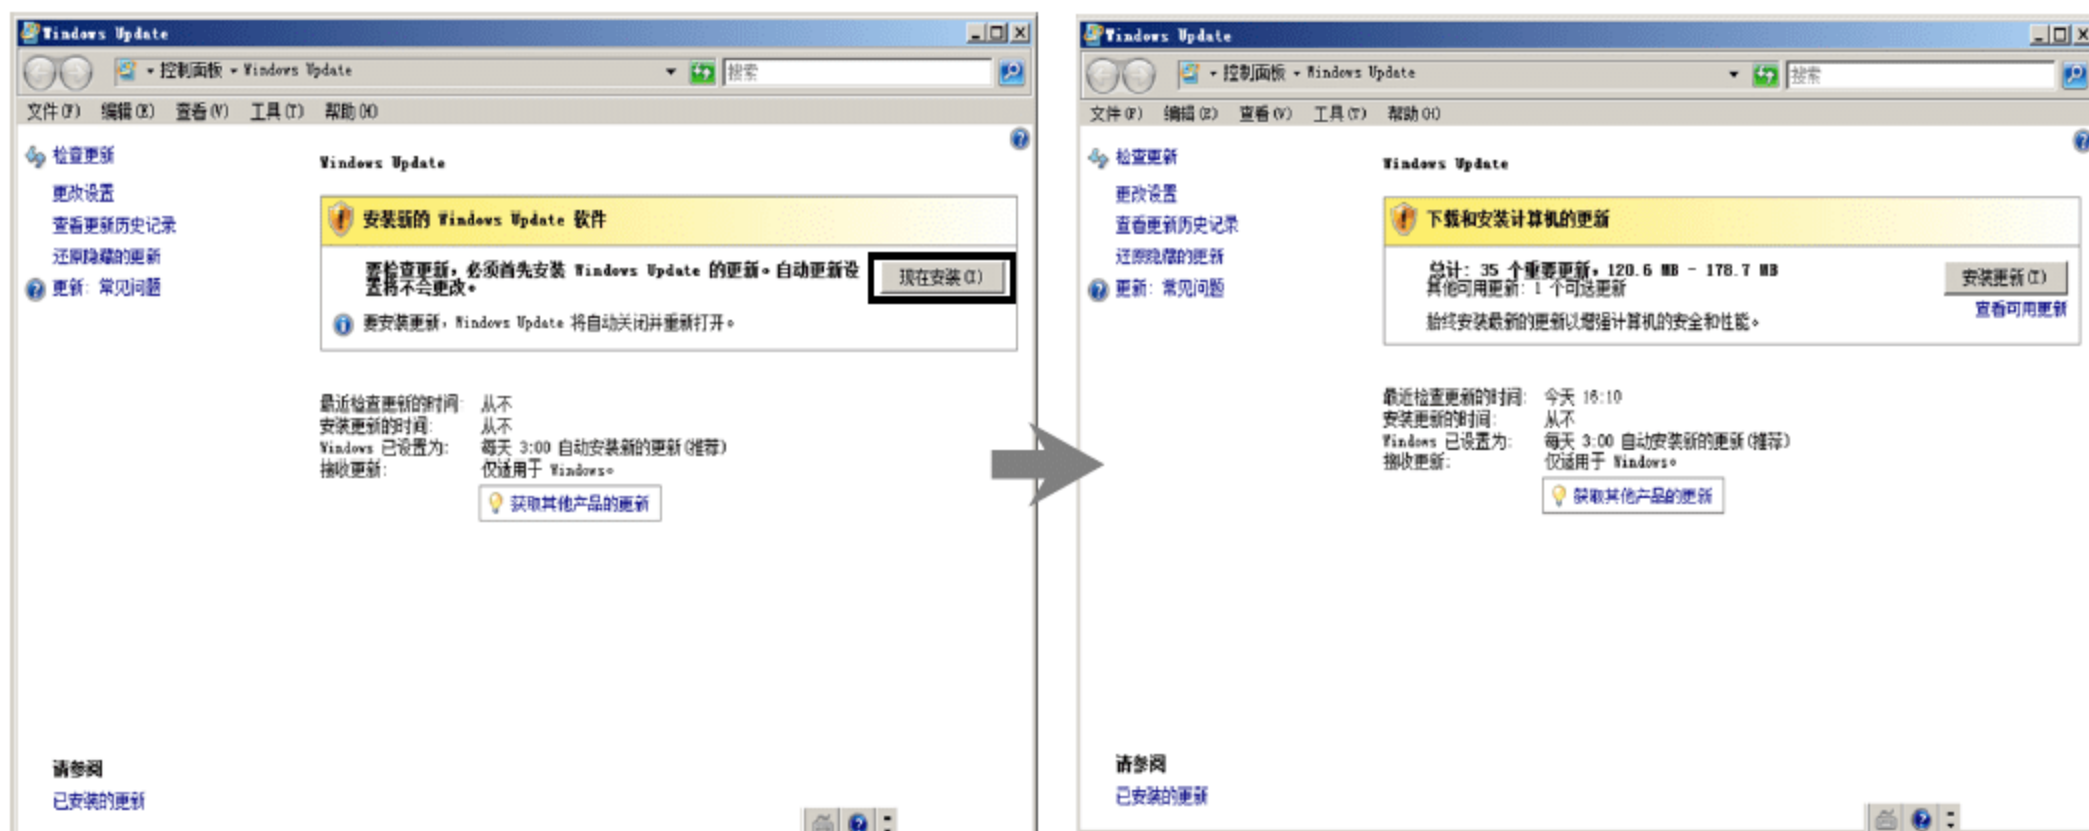 Windows Update
控制面板 Windows Update
搜索
文件(F) 编辑(E) 查看(V) 工具(T) 帮助(H)
检查更新
更改设置
查看更新历史记录
还原隐藏的更新
更新: 常见问题
Windows Update
安装新的 Windows Update 软件
要检查更新，必须首先安装 Windows Update 的更新。自动更新设
置将不会更改。
现在安装(I)
要安装更新，Windows Update 将自动关闭并重新打开。
最近检查更新的时间: 从不
安装更新的时间: 从不
Windows 已设置为: 每天 3:00 自动安装新的更新(推荐)
接收更新: 仅适用于 Windows。
获取其他产品的更新
请参阅
已安装的更新
Windows Update
控制面板 Windows Update
搜索
文件(F) 编辑(E) 查看(V) 工具(T) 帮助(H)
检查更新
更改设置
查看更新历史记录
还原隐藏的更新
更新: 常见问题
Windows Update
下载和安装计算机的更新
总计: 35 个重要更新，120.6 MB - 178.7 MB
其他可用更新: 1 个可选更新
安装更新(I)
查看可用更新
始终安装最新的更新以增强计算机的安全和性能。
最近检查更新的时间: 今天 16:10
安装更新的时间: 从不
Windows 已设置为: 每天 3:00 自动安装新的更新(推荐)
接收更新: 仅适用于 Windows。
获取其他产品的更新
请参阅
已安装的更新